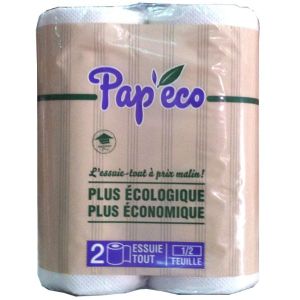 Pap'eco
L'essuie-tout à prix malin!
PLUS ÉCOLOGIQUE
PLUS ÉCONOMIQUE
2 ESSUIE TOUT 1/2 FEUILLE